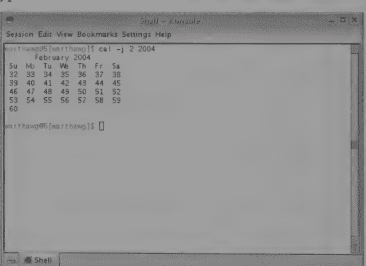 Shell - Konsole
Session Edit View Bookmarks Settings Help
cal -j 2 2004
February 2004
Su Mo Tu We Th Fr Sa
32 33 34 35 36 37 38
39 40 41 42 43 44 45
46 47 48 49 50 51 52
53 54 55 56 57 58 59
60
Shell